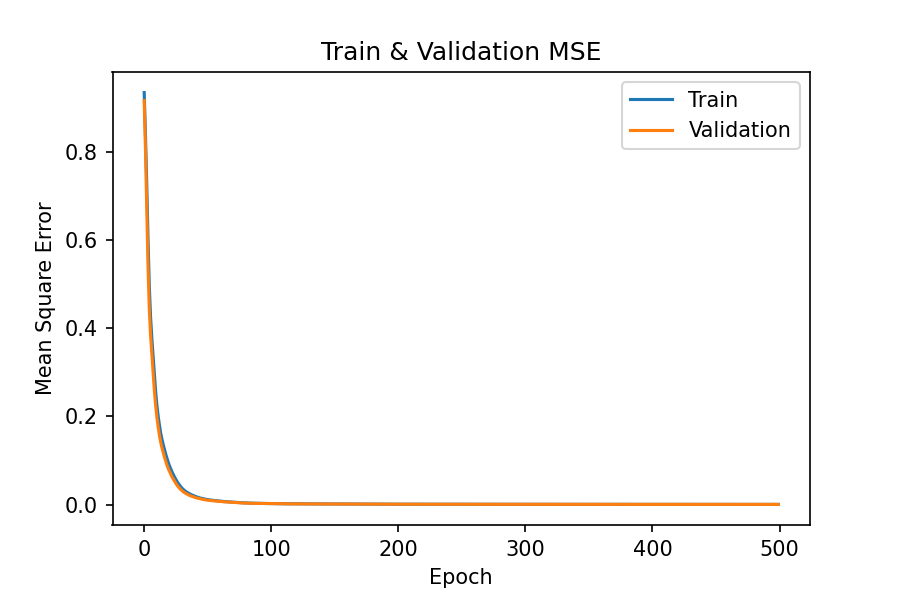 Train & Validation MSE
Train
Validation
Mean Square Error
0.8
0.6
0.4
0.2
0.0
0 100 200 300 400 500
Epoch